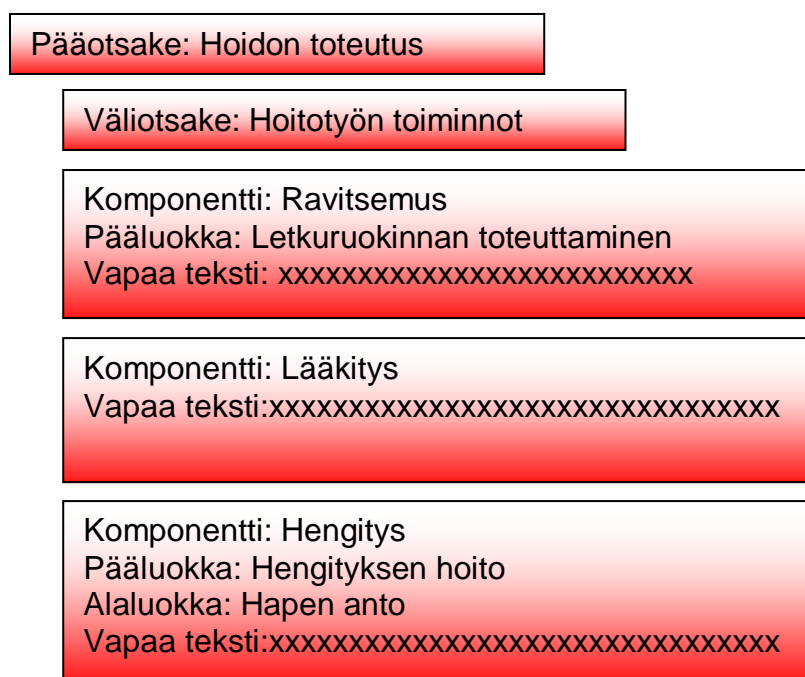 Pääotsake: Hoidon toteutus
Väliotsake: Hoitotyön toiminnot
Komponentti: Ravitsemus
Pääluokka: Letkuruokinnan toteuttaminen
Vapaa teksti: xxxxxxxxxxxxxxxxxxxxxxxxxx
Komponentti: Lääkitys
Vapaa teksti:xxxxxxxxxxxxxxxxxxxxxxxxxxxxxxxx
Komponentti: Hengitys
Pääluokka: Hengityksen hoito
Alaluokka: Hapen anto
Vapaa teksti:xxxxxxxxxxxxxxxxxxxxxxxxxxxxxxxx